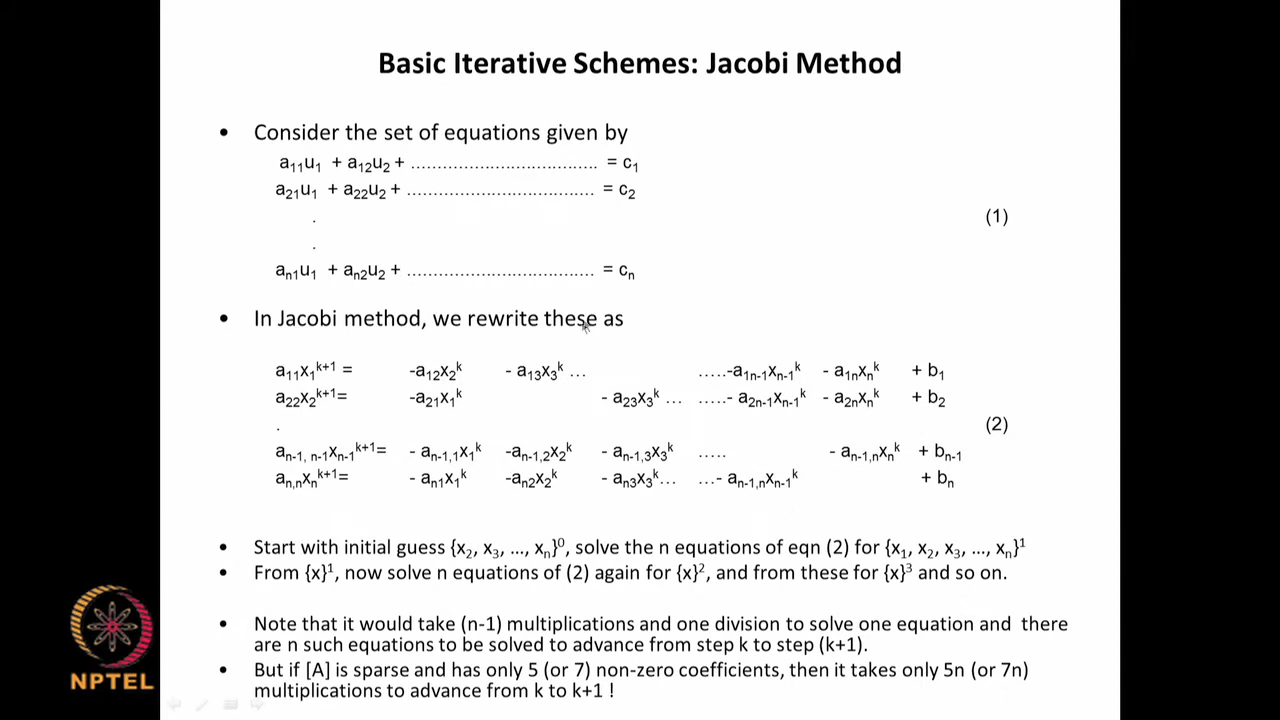 Basic Iterative Schemes: Jacobi Method
• Consider the set of equations given by
a₁₁u₁ + a₁₂u₂ + ...................................... = c₁
a₂₁u₁ + a₂₂u₂ + ...................................... = c₂
.
(1)
.
aₙ₁u₁ + aₙ₂u₂ + ...................................... = cₙ
• In Jacobi method, we rewrite these as
a₁₁x₁ᵏ⁺¹ = -a₁₂x₂ᵏ - a₁₃x₃ᵏ ... .....-a₁ₙ₋₁xₙ₋₁ᵏ - a₁ₙxₙᵏ + b₁
a₂₂x₂ᵏ⁺¹= -a₂₁x₁ᵏ - a₂₃x₃ᵏ ... .....- a₂ₙ₋₁xₙ₋₁ᵏ - a₂ₙxₙᵏ + b₂
. (2)
aₙ₋₁, ₙ₋₁xₙ₋₁ᵏ⁺¹= - aₙ₋₁,₁x₁ᵏ -aₙ₋₁,₂x₂ᵏ - aₙ₋₁,₃x₃ᵏ ..... - aₙ₋₁,ₙxₙᵏ + bₙ₋₁
aₙ,ₙxₙᵏ⁺¹= - aₙ₁x₁ᵏ -aₙ₂x₂ᵏ - aₙ₃x₃ᵏ... ...- aₙ₋₁,ₙxₙ₋₁ᵏ + bₙ
• Start with initial guess {x₂, x₃, ..., xₙ}⁰, solve the n equations of eqn (2) for {x₁, x₂, x₃, ..., xₙ}¹
• From {x}¹, now solve n equations of (2) again for {x}², and from these for {x}³ and so on.
• Note that it would take (n-1) multiplications and one division to solve one equation and there
are n such equations to be solved to advance from step k to step (k+1).
• But if [A] is sparse and has only 5 (or 7) non-zero coefficients, then it takes only 5n (or 7n)
multiplications to advance from k to k+1 !
NPTEL